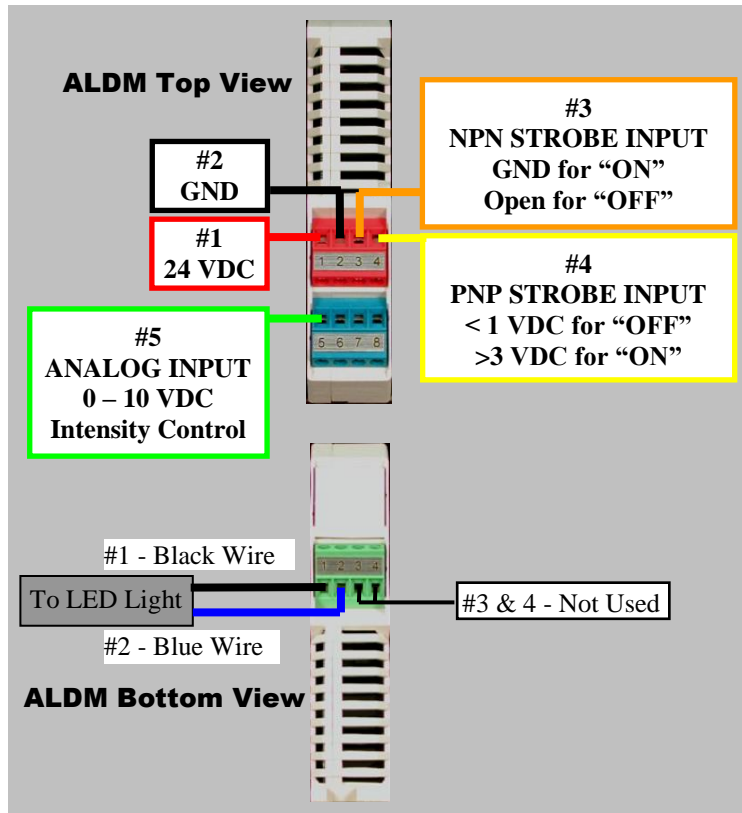 ALDM Top View
#3
NPN STROBE INPUT
GND for “ON”
Open for “OFF”
#2
GND
#1
24 VDC
1 2 3 4
#4
PNP STROBE INPUT
< 1 VDC for “OFF”
>3 VDC for “ON”
#5
ANALOG INPUT
0 – 10 VDC
Intensity Control
5 6 7 8
#1 - Black Wire
1 2 3 4
To LED Light
#3 & 4 - Not Used
#2 - Blue Wire
ALDM Bottom View